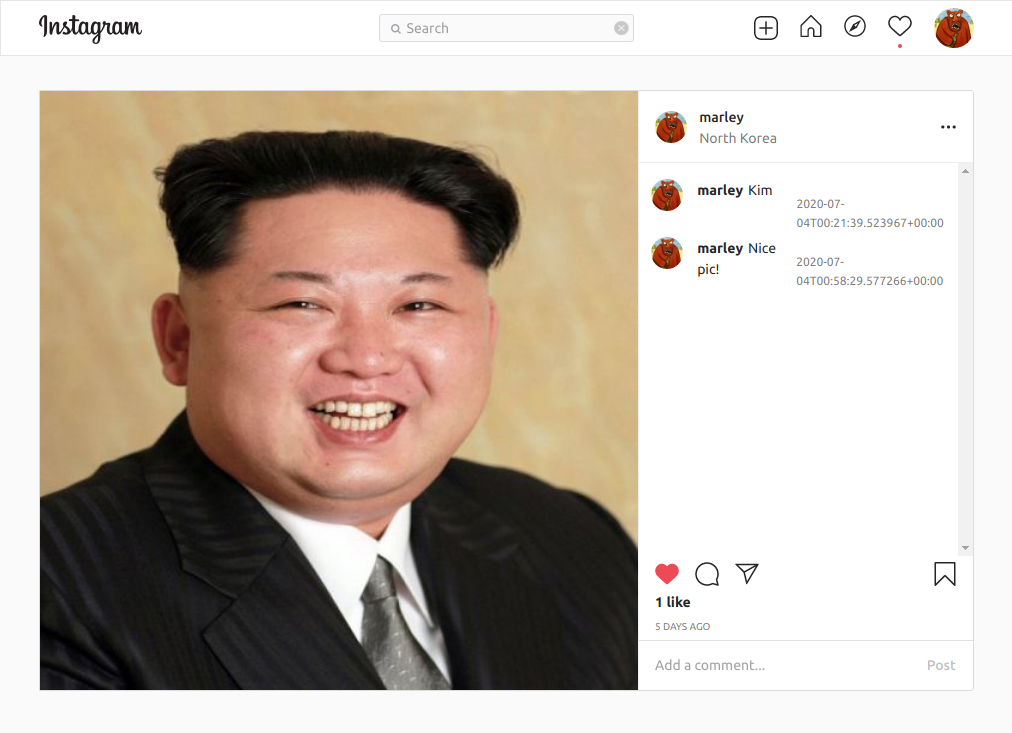 Instagram
Search
marley
North Korea
marley Kim
2020-07-
04T00:21:39.523967+00:00
marley Nice
pic!
2020-07-
04T00:58:29.577266+00:00
1 like
5 DAYS AGO
Add a comment...
Post